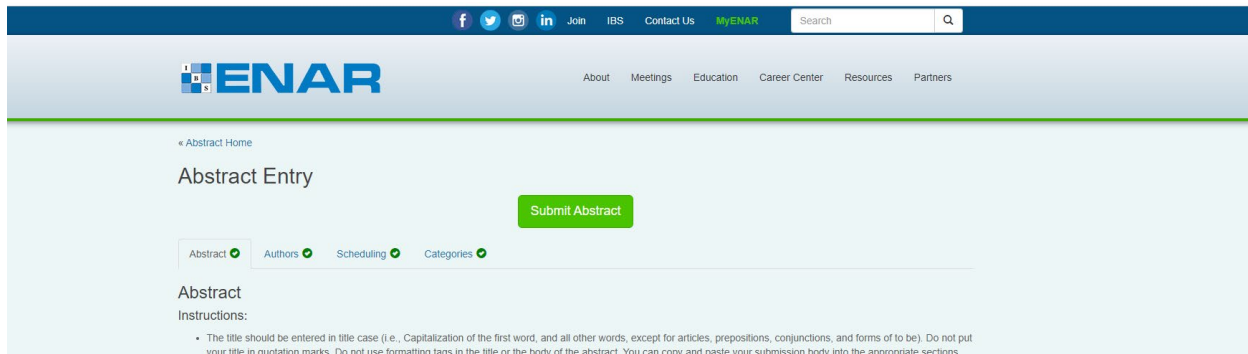 f in Join IBS Contact Us MyENAR Search
I B S ENAR
About Meetings Education Career Center Resources Partners
« Abstract Home
Abstract Entry
Submit Abstract
Abstract Authors Scheduling Categories
Abstract
Instructions:
• The title should be entered in title case (i.e., Capitalization of the first word, and all other words, except for articles, prepositions, conjunctions, and forms of to be). Do not put
your title in quotation marks. Do not use formatting tags in the title or the body of the abstract. You can copy and paste your submission body into the appropriate sections